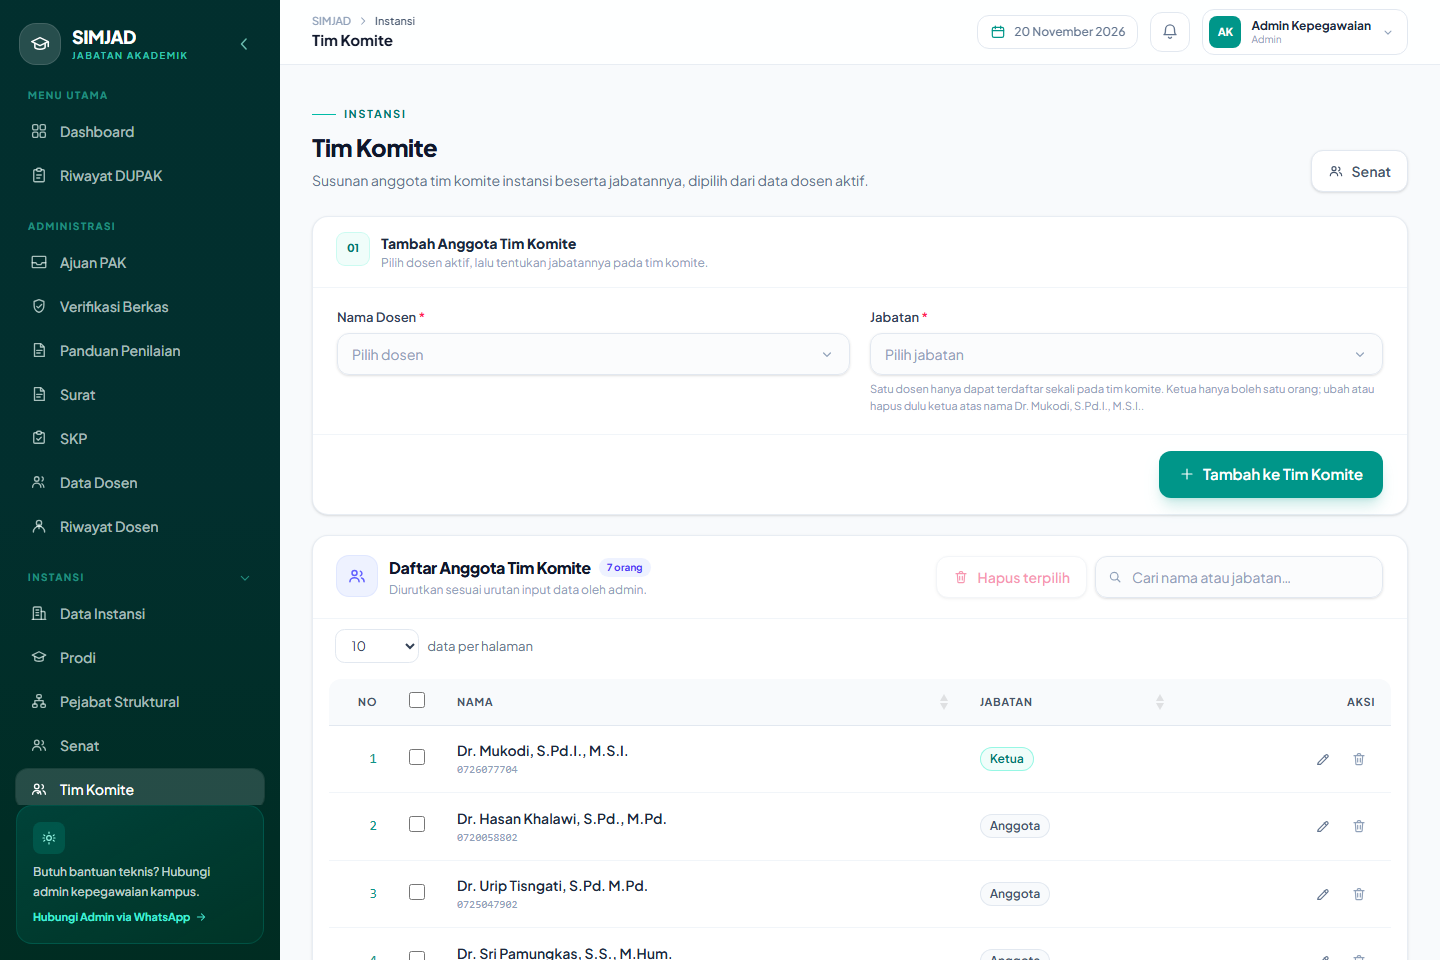 SIMJAD
JABATAN AKADEMIK
MENU UTAMA
Dashboard
Riwayat DUPAK
ADMINISTRASI
Ajuan PAK
Verifikasi Berkas
Panduan Penilaian
Surat
SKP
Data Dosen
Riwayat Dosen
INSTANSI
Data Instansi
Prodi
Pejabat Struktural
Senat
Tim Komite
Butuh bantuan teknis? Hubungi
admin kepegawaian kampus.
Hubungi Admin via WhatsApp →
SIMJAD > Instansi
Tim Komite
20 November 2026
AK
Admin Kepegawaian
Admin
INSTANSI
Tim Komite
Susunan anggota tim komite instansi beserta jabatannya, dipilih dari data dosen aktif.
Senat
01
Tambah Anggota Tim Komite
Pilih dosen aktif, lalu tentukan jabatannya pada tim komite.
Nama Dosen *
Pilih dosen
Jabatan *
Pilih jabatan
Satu dosen hanya dapat terdaftar sekali pada tim komite. Ketua hanya boleh satu orang; ubah atau
hapus dulu ketua atas nama Dr. Mukodi, S.Pd.I., M.S.I..
+ Tambah ke Tim Komite
Daftar Anggota Tim Komite 7 orang
Diurutkan sesuai urutan input data oleh admin.
Hapus terpilih
Cari nama atau jabatan...
10 data per halaman
NO NAMA JABATAN AKSI
1 Dr. Mukodi, S.Pd.I., M.S.I. Ketua
0726077704
2 Dr. Hasan Khalawi, S.Pd., M.Pd. Anggota
0720058802
3 Dr. Urip Tisngati, S.Pd. M.Pd. Anggota
0725047902
4 Dr. Sri Pamungkas, S.S., M.Hum. Anggota